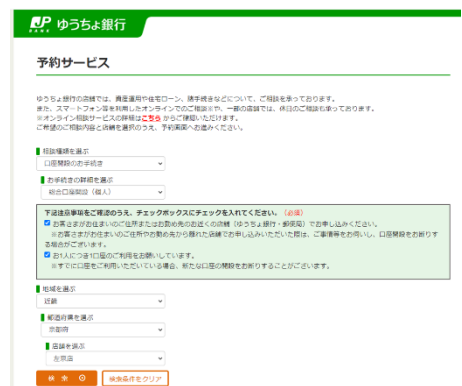 JP
BANK
ゆうちょ銀行
予約サービス
ゆうちょ銀行の店舗では、資産運用や住宅ローン、諸手続きなどについて、ご相談を承っております。
また、スマートフォン等を利用したオンラインでのご相談※や、一部の店舗では、休日のご相談も承っております。
※オンライン相談サービスの詳細はこちら からご確認いただけます。
ご希望のご相談内容と店舗を選択のうえ、予約画面へお進みください。
相談種類を選ぶ
口座開設のお手続き
お手続きの詳細を選ぶ
総合口座開設（個人）
下記注意事項をご確認のうえ、チェックボックスにチェックを入れてください。（必須）
お客さまがお住まいのご住所またはお勤め先のお近くの店舗（ゆうちょ銀行・郵便局）でお申し込みください。
※お客さまがお住まいのご住所やお勤め先から離れた店舗でお申し込みいただいた際は、ご事情等をお伺いし、口座開設をお断りす
る場合がございます。
お1人につき1口座のご利用をお願いしています。
※すでに口座をご利用いただいている場合、新たな口座の開設をお断りすることがございます。
地域を選ぶ
近畿
都道府県を選ぶ
京都府
店舗を選ぶ
左京店
検 索
検索条件をクリア